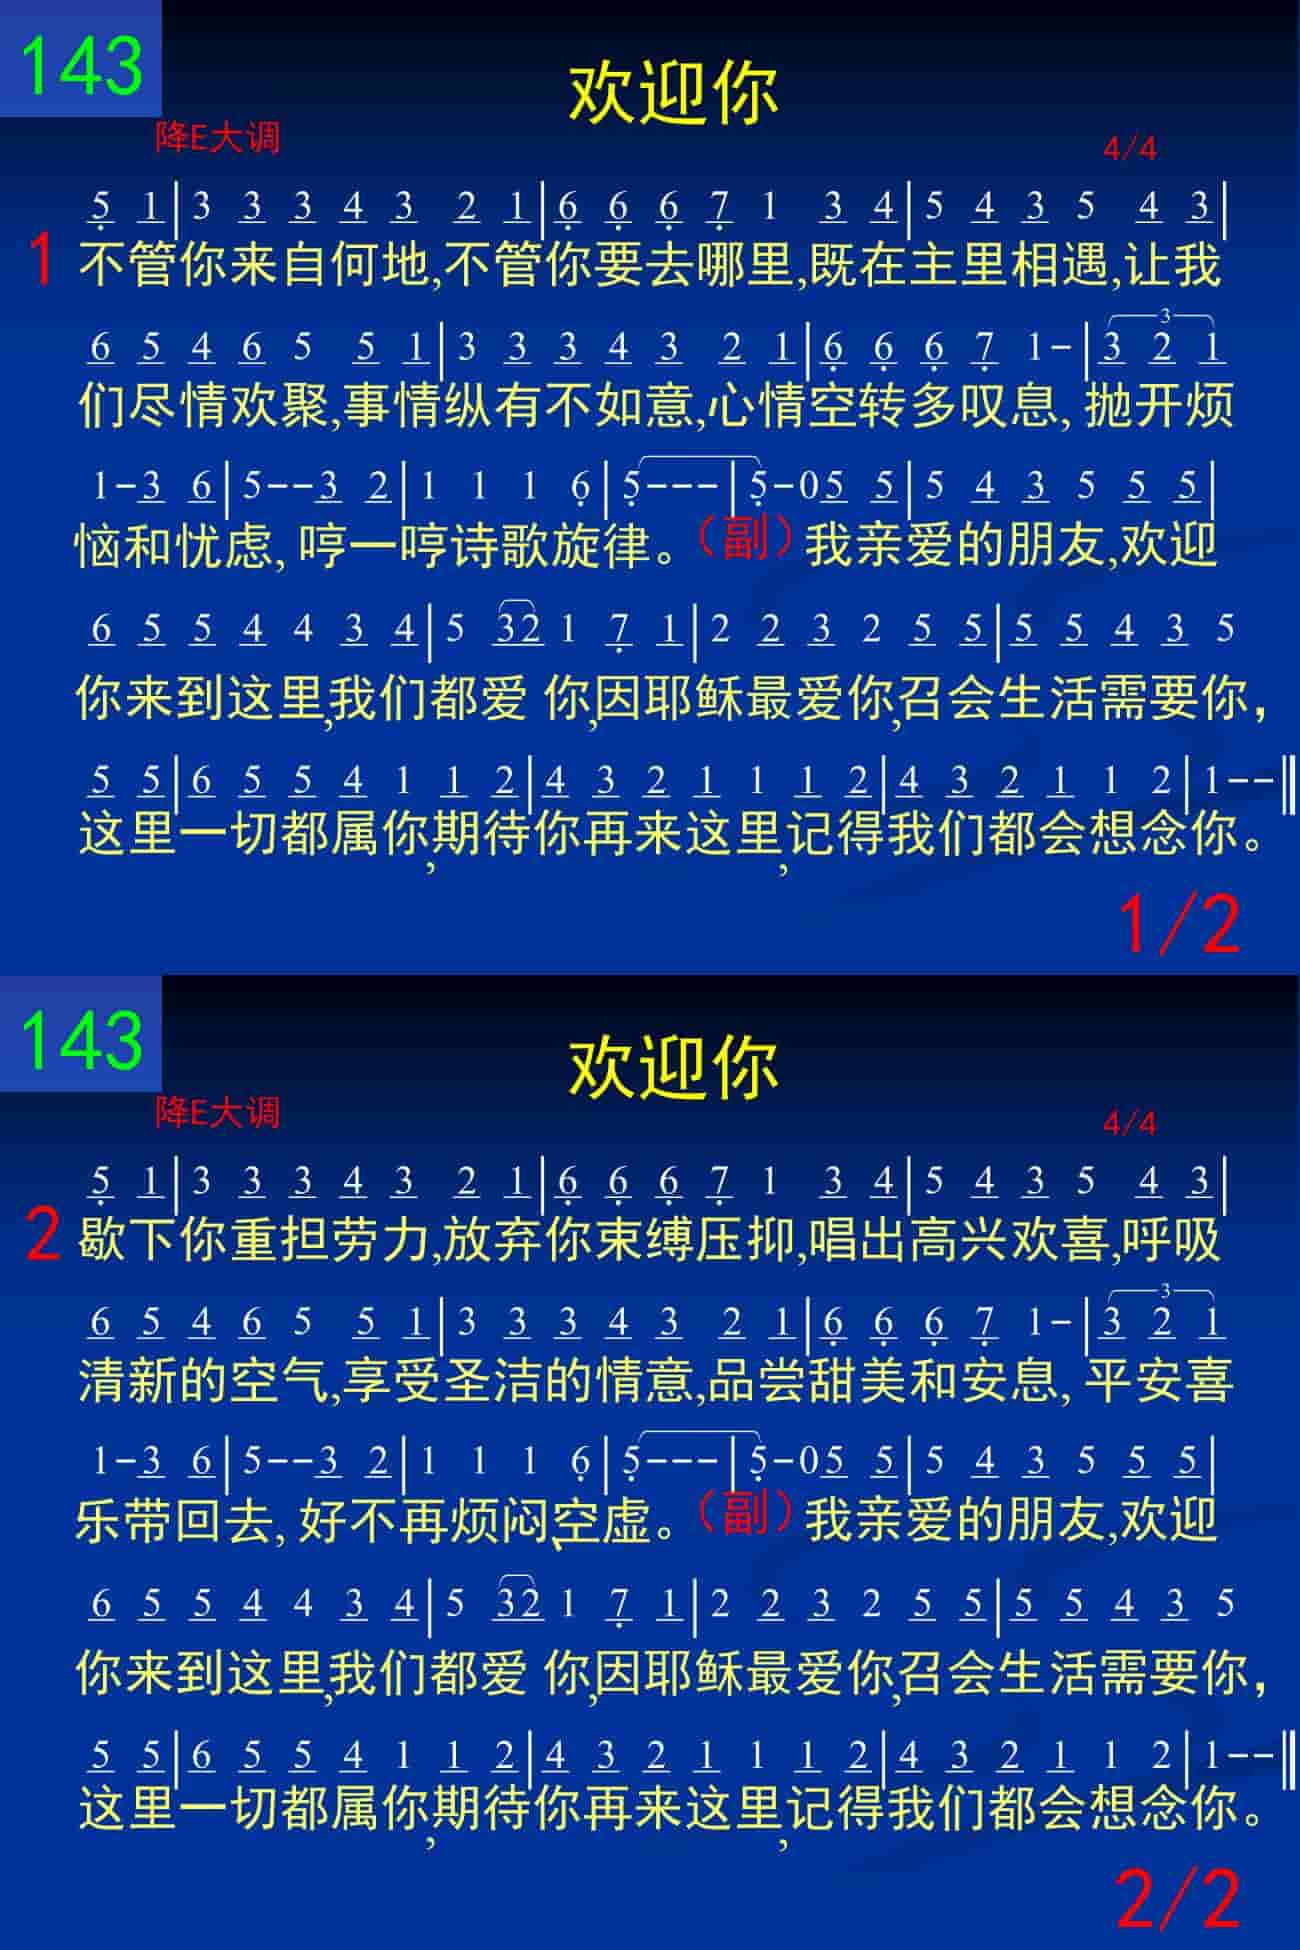 143
欢迎你
降E大调
4/4
5 1|3 3 3 4 3 2 1|6 6 6 7 1 3 4|5 4 3 5 4 3|
1 不管你来自何地,不管你要去哪里,既在主里相遇,让我
6 5 4 6 5 5 1|3 3 3 4 3 2 1|6 6 6 7 1-|3 2 1
3
们尽情欢聚,事情纵有不如意,心情空转多叹息, 抛开烦
1-3 6|5--3 2|1 1 1 6|5---|5-05 5|5 4 3 5 5 5|
恼和忧虑, 哼一哼诗歌旋律。(副)我亲爱的朋友,欢迎
6 5 5 4 4 3 4|5 32 1 7 1|2 2 3 2 5 5|5 5 4 3 5
你来到这里,我们都爱 你,因耶稣最爱你,召会生活需要你,
5 5|6 5 5 4 1 1 2|4 3 2 1 1 1 2|4 3 2 1 1 2|1--‖
这里一切都属你,期待你再来这里,记得我们都会想念你。
1/2
143
欢迎你
降E大调
4/4
5 1|3 3 3 4 3 2 1|6 6 6 7 1 3 4|5 4 3 5 4 3|
2 歇下你重担劳力,放弃你束缚压抑,唱出高兴欢喜,呼吸
6 5 4 6 5 5 1|3 3 3 4 3 2 1|6 6 6 7 1-|3 2 1
3
清新的空气,享受圣洁的情意,品尝甜美和安息, 平安喜
1-3 6|5--3 2|1 1 1 6|5---|5-05 5|5 4 3 5 5 5|
乐带回去, 好不再烦闷、空虚。(副)我亲爱的朋友,欢迎
6 5 5 4 4 3 4|5 32 1 7 1|2 2 3 2 5 5|5 5 4 3 5
你来到这里,我们都爱 你,因耶稣最爱你,召会生活需要你,
5 5|6 5 5 4 1 1 2|4 3 2 1 1 1 2|4 3 2 1 1 2|1--‖
这里一切都属你,期待你再来这里,记得我们都会想念你。
2/2